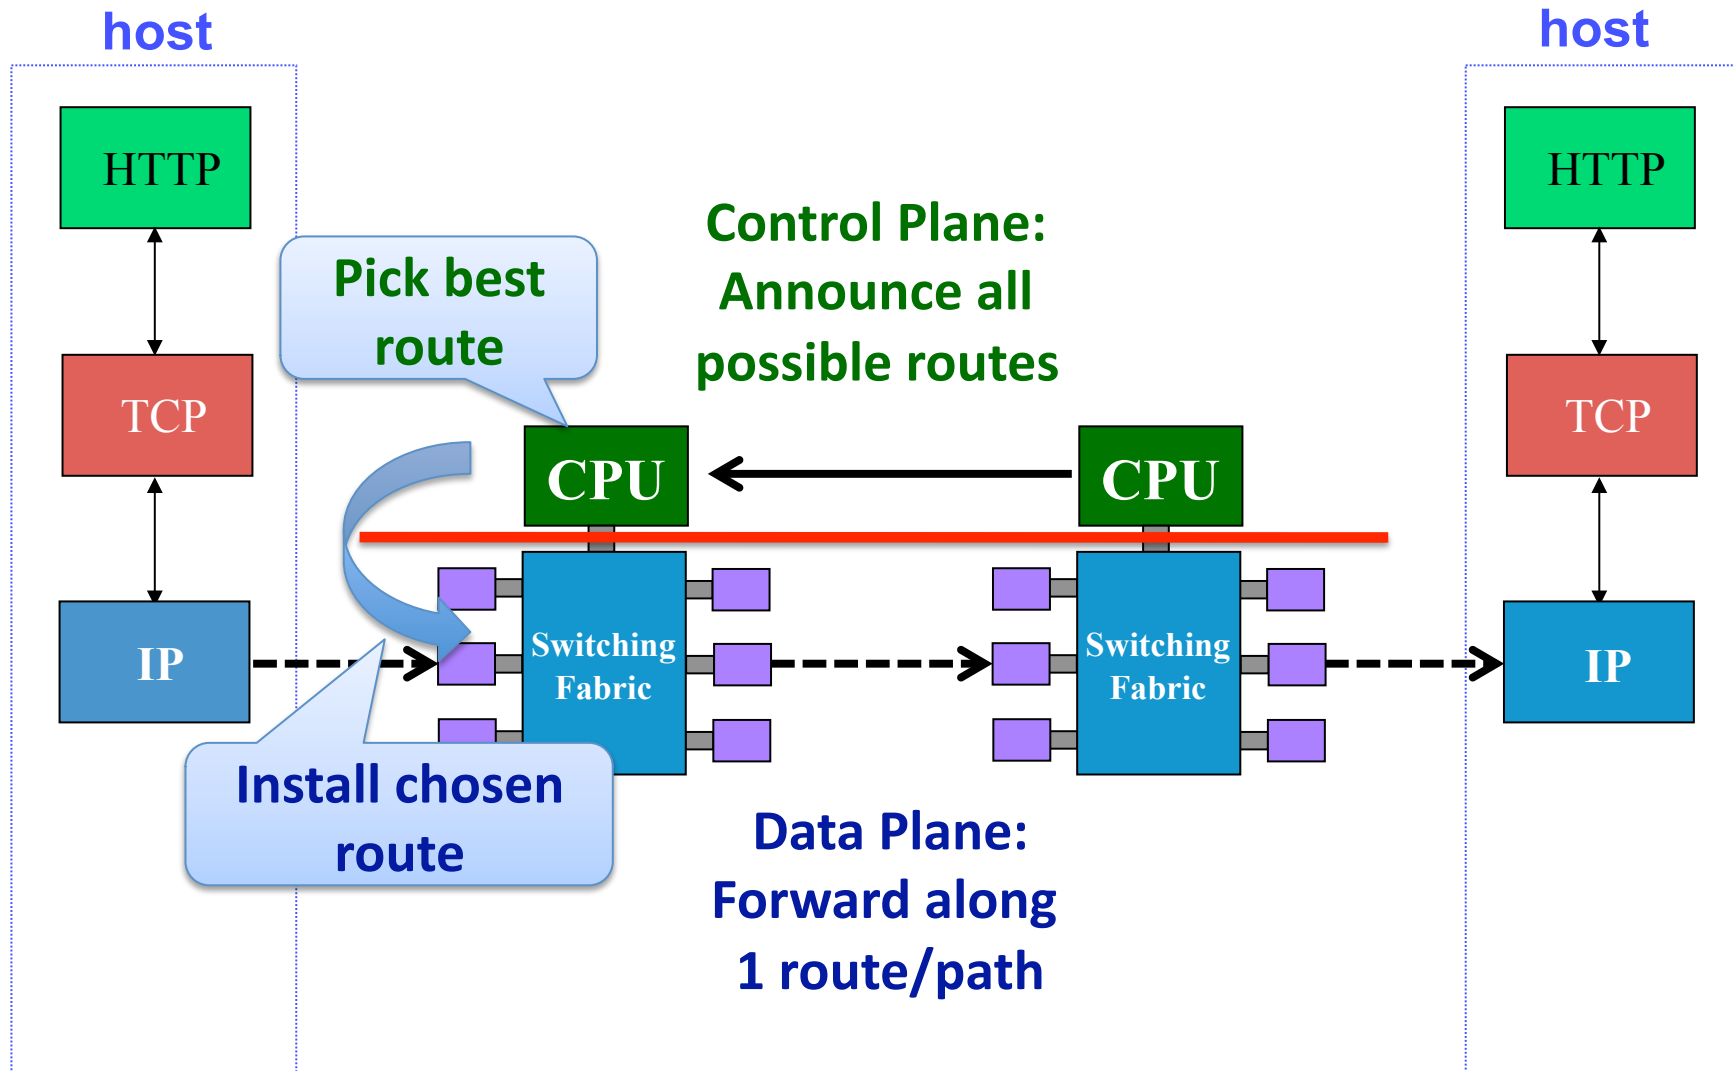 host
host
HTTP
HTTP
Control Plane:
Announce all
possible routes
Pick best
route
TCP
TCP
CPU
CPU
IP
Switching
Fabric
Switching
Fabric
IP
Install chosen
route
Data Plane:
Forward along
1 route/path